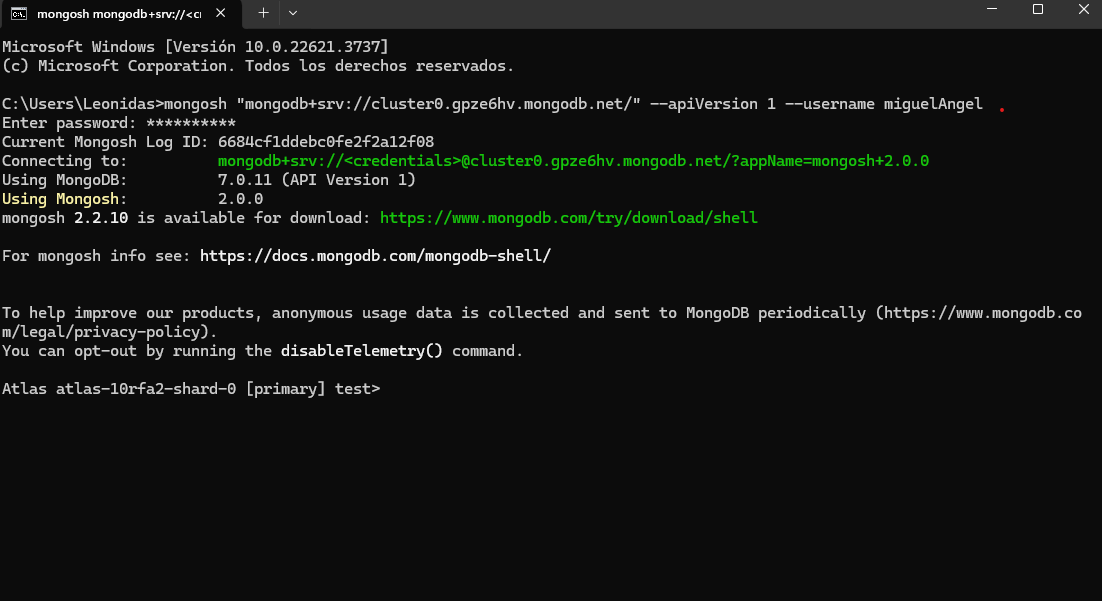 mongosh mongodb+srv://<cr
Microsoft Windows [Versión 10.0.22621.3737]
(c) Microsoft Corporation. Todos los derechos reservados.
C:\Users\Leonidas>mongosh "mongodb+srv://cluster0.gpze6hv.mongodb.net/" --apiVersion 1 --username miguelAngel
Enter password: **********
Current Mongosh Log ID: 6684cf1ddebc0fe2f2a12f08
Connecting to: mongodb+srv://<credentials>@cluster0.gpze6hv.mongodb.net/?appName=mongosh+2.0.0
Using MongoDB: 7.0.11 (API Version 1)
Using Mongosh: 2.0.0
mongosh 2.2.10 is available for download: https://www.mongodb.com/try/download/shell
For mongosh info see: https://docs.mongodb.com/mongodb-shell/
To help improve our products, anonymous usage data is collected and sent to MongoDB periodically (https://www.mongodb.co
m/legal/privacy-policy).
You can opt-out by running the disableTelemetry() command.
Atlas atlas-10rfa2-shard-0 [primary] test>